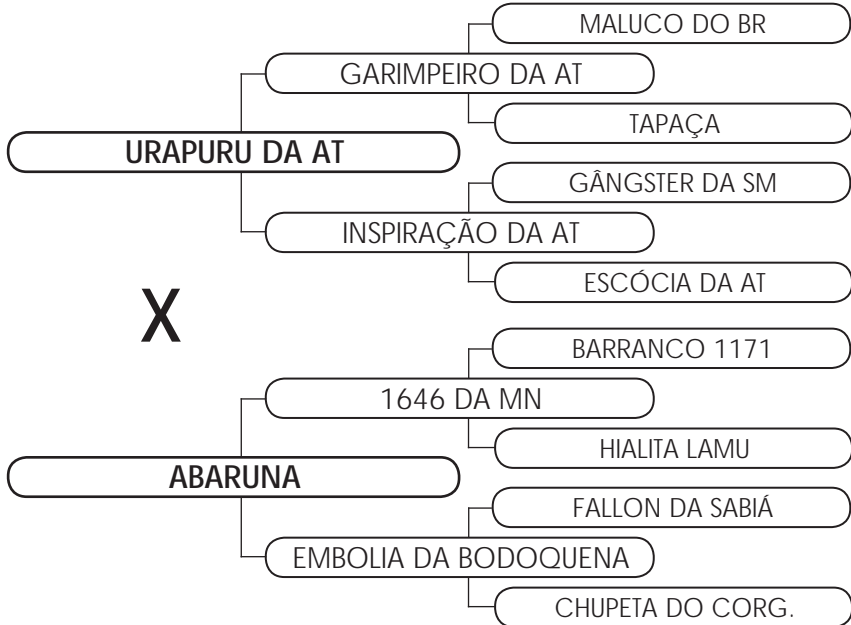 MALUCO DO BR
GARIMPEIRO DA AT
TAPAÇA
URAPURU DA AT
GÂNGSTER DA SM
INSPIRAÇÃO DA AT
ESCÓCIA DA AT
X
BARRANCO 1171
1646 DA MN
HIALITA LAMU
ABARUNA
FALLON DA SABIÁ
EMBOLIA DA BODOQUENA
CHUPETA DO CORG.